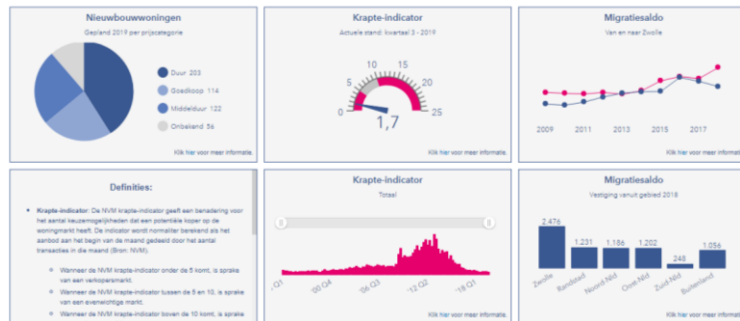 Nieuwbouwwoningen
Gepland 2019 per prijscategorie
Duur 203
Goedkoop 114
Middelduur 122
Onbekend 56
Klik hier voor meer informatie.
Krapte-indicator
Actuele stand: kwartaal 3 - 2019
0
5
10
15
20
25
1,7
Klik hier voor meer informatie.
Migratiesaldo
Van en naar Zwolle
2009
2011
2013
2015
2017
Klik hier voor meer informatie.
Definities:
Krapte-indicator: De NVM krapte-indicator geeft een benadering voor
het aantal keuzemogelijkheden dat een potentiële koper op de
woningmarkt heeft. De indicator wordt normaliter berekend als het
aanbod aan het begin van de maand gedeeld door het aantal
transacties in die maand (Bron: NVM).
Wanneer de NVM krapte-indicator onder de 5 komt, is sprake
van een verkopersmarkt.
Wanneer de NVM krapte-indicator tussen de 5 en 10, is sprake
van een evenwichtige markt.
Wanneer de NVM krapte-indicator boven de 10 komt, is sprake
Krapte-indicator
Totaal
Q1
'00 Q4
'06 Q3
'12 Q2
'18 Q1
Klik hier voor meer informatie.
Migratiesaldo
Vestiging vanuit gebied 2018
2.476
1.231
1.186
1.202
248
1.056
Zwolle
Randstad
Noord-Nld
Oost-Nld
Zuid-Nld
Buitenland
Klik hier voor meer informatie.